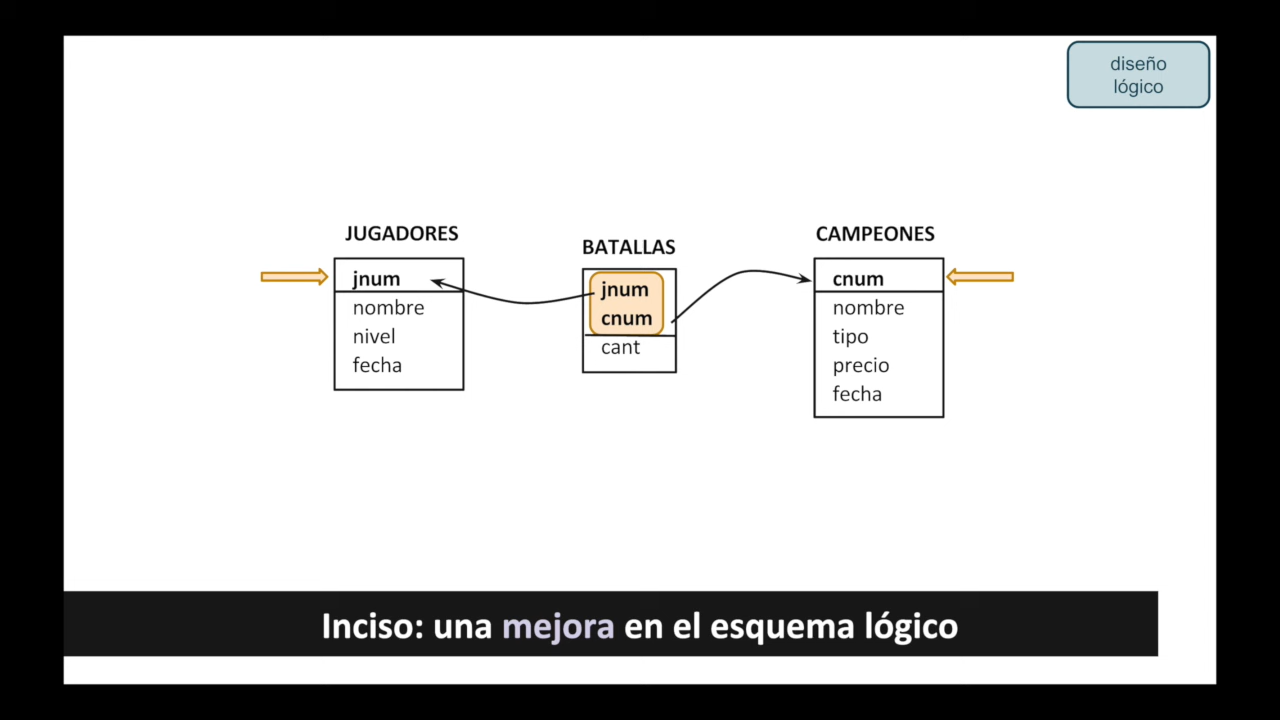 diseño
lógico
JUGADORES
jnum
nombre
nivel
fecha
BATALLAS
jnum
cnum
cant
CAMPEONES
cnum
nombre
tipo
precio
fecha
Inciso: una mejora en el esquema lógico